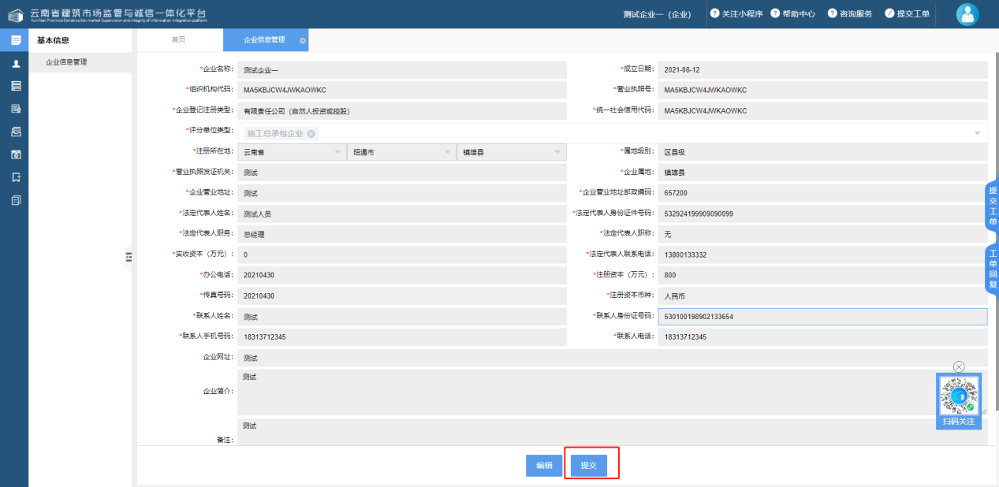 云南省建筑市场监管与诚信一体化平台
Yun Nan Province Construction market Supervision and integrity of information integration platform
测试企业一（企业）
关注小程序
帮助中心
咨询服务
提交工单
基本信息
企业信息管理
首页
企业信息管理
*企业名称: 测试企业一
*成立日期: 2021-08-12
*组织机构代码: MA5KBJCW4JWKAOWKC
*营业执照号: MA5KBJCW4JWKAOWKC
*企业登记注册类型: 有限责任公司（自然人投资或控股）
*统一社会信用代码: MA5KBJCW4JWKAOWKC
*评分单位类型: 施工总承包企业
*注册所在地: 云南省 昭通市 镇雄县
*属地级别: 区县级
*营业执照发证机关: 测试
*企业属地: 镇雄县
*企业营业地址: 测试
*企业营业地址邮政编码: 657200
*法定代表人姓名: 测试人员
*法定代表人身份证件号码: 532924199909090099
*法定代表人职务: 总经理
*法定代表人职称: 无
*实收资本（万元）: 0
*法定代表人联系电话: 13800133332
*办公电话: 20210430
*注册资本（万元）: 800
*传真号码: 20210430
*注册资本币种: 人民币
*联系人姓名: 测试
*联系人身份证号码: 530100198902133654
*联系人手机号码: 18313712345
*联系人电话: 18313712345
企业网址: 测试
企业简介: 测试
备注: 测试
编辑
提交
提交工单
工单回复
扫码关注